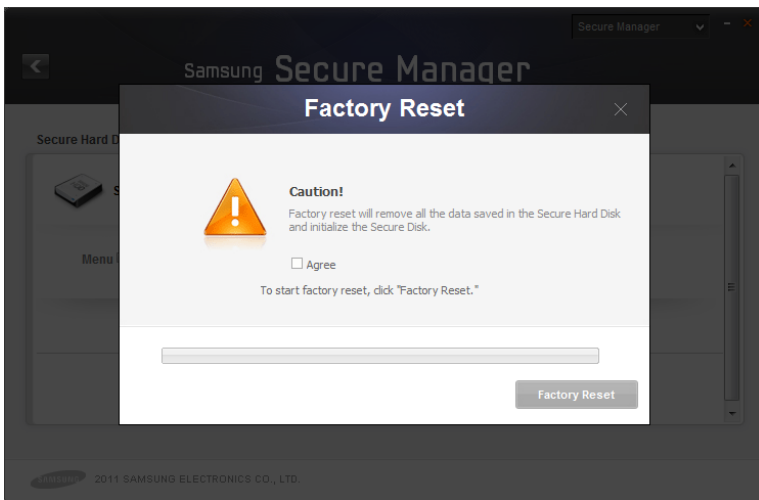 Secure Manager
Samsung Secure Manager
Factory Reset
Secure Hard D
S
Caution!
Factory reset will remove all the data saved in the Secure Hard Disk
and initialize the Secure Disk.
Menu
Agree
To start factory reset, click "Factory Reset."
Factory Reset
SAMSUNG 2011 SAMSUNG ELECTRONICS CO., LTD.